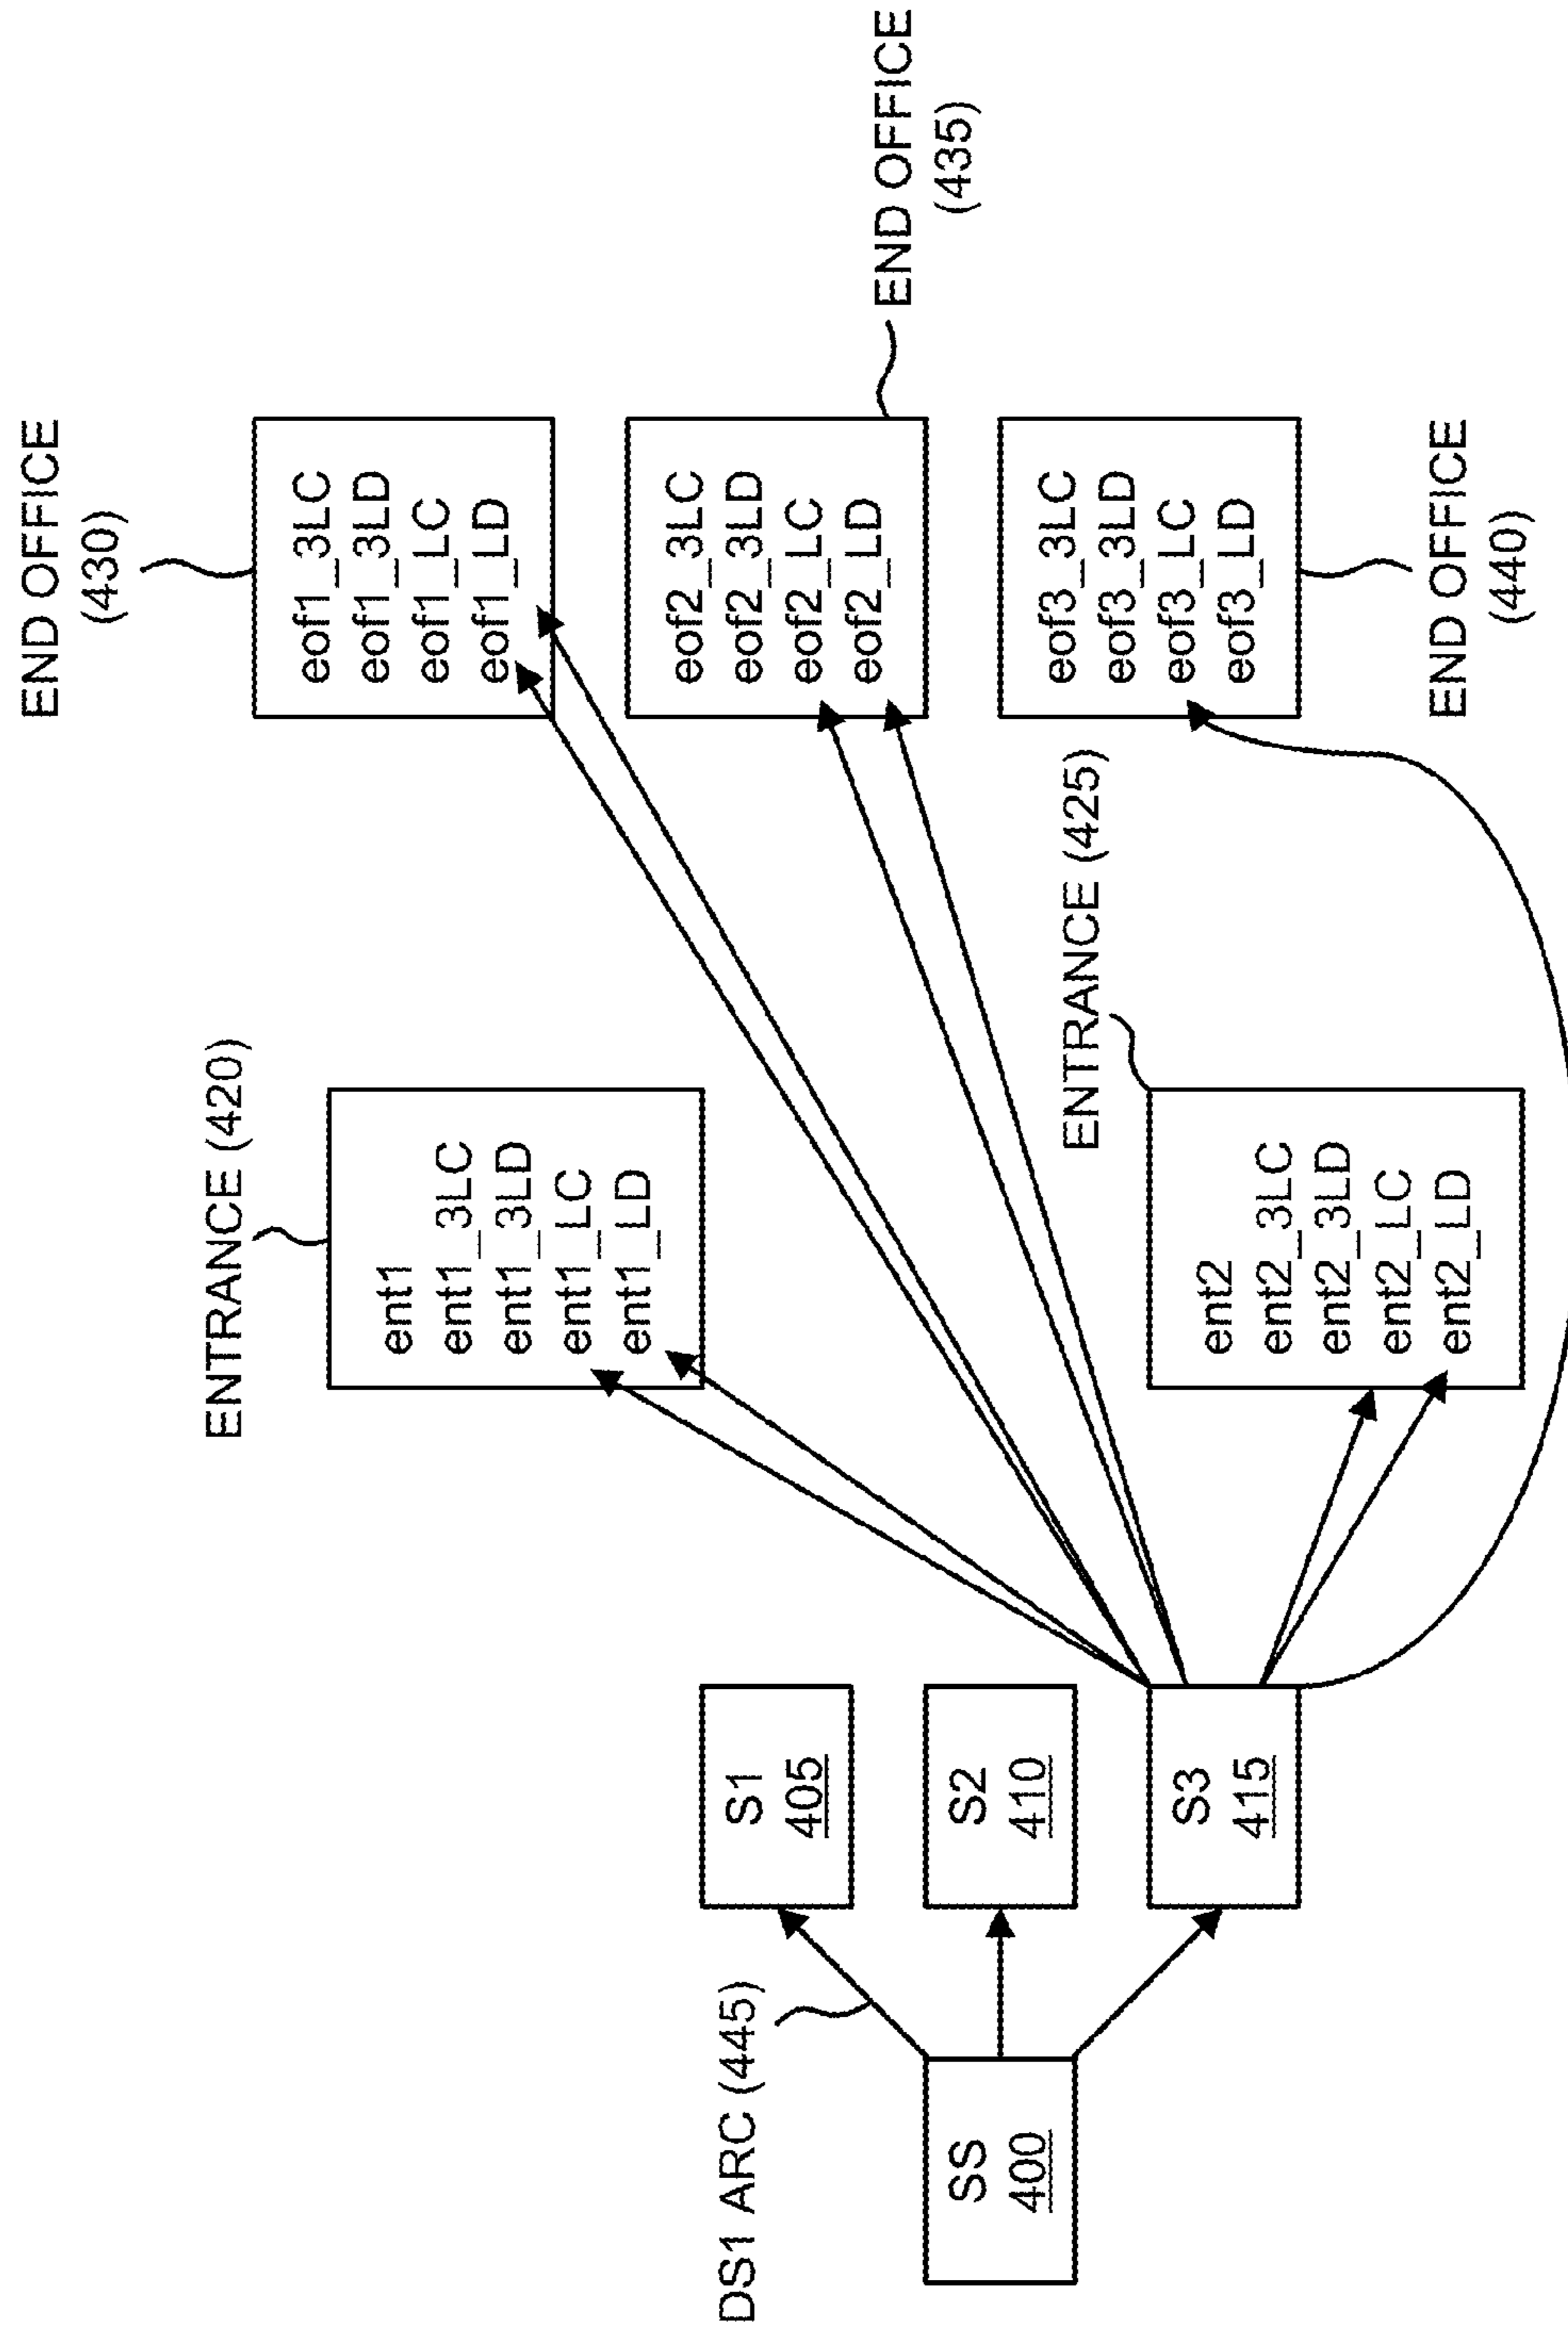 END OFFICE
(430)
ENTRANCE (420)
eof1_3LC
eof1_3LD
eof1_LC
eof1_LD
ent1
ent1_3LC
ent1_3LD
ent1_LC
ent1_LD
eof2_3LC
eof2_3LD
eof2_LC
eof2_LD
END OFFICE
(435)
DS1 ARC (445)
S1
405
SS
400
S2
410
S3
415
ENTRANCE (425)
ent2
ent2_3LC
ent2_3LD
ent2_LC
ent2_LD
eof3_3LC
eof3_3LD
eof3_LC
eof3_LD
END OFFICE
(440)